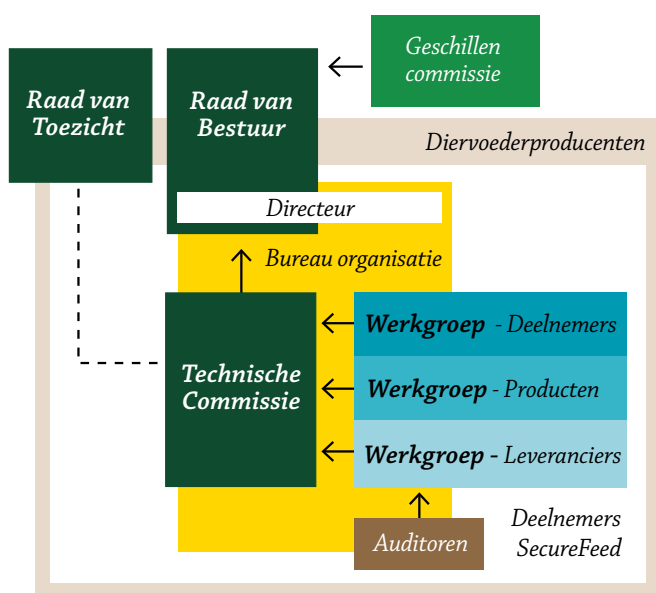 Geschillen
commissie
Raad van
Toezicht
Raad van
Bestuur
Diervoederproducenten
Directeur
Bureau organisatie
Technische
Commissie
Werkgroep - Deelnemers
Werkgroep - Producten
Werkgroep - Leveranciers
Auditoren
Deelnemers
SecureFeed